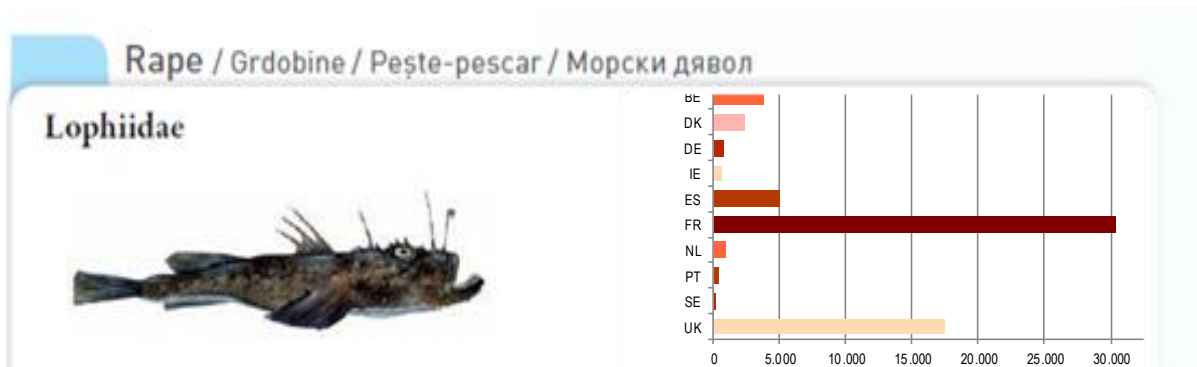 Rape / Grdobine / Pește-pescar / Морски дявол
Lophiidae
BE
DK
DE
IE
ES
FR
NL
PT
SE
UK
0 5.000 10.000 15.000 20.000 25.000 30.000